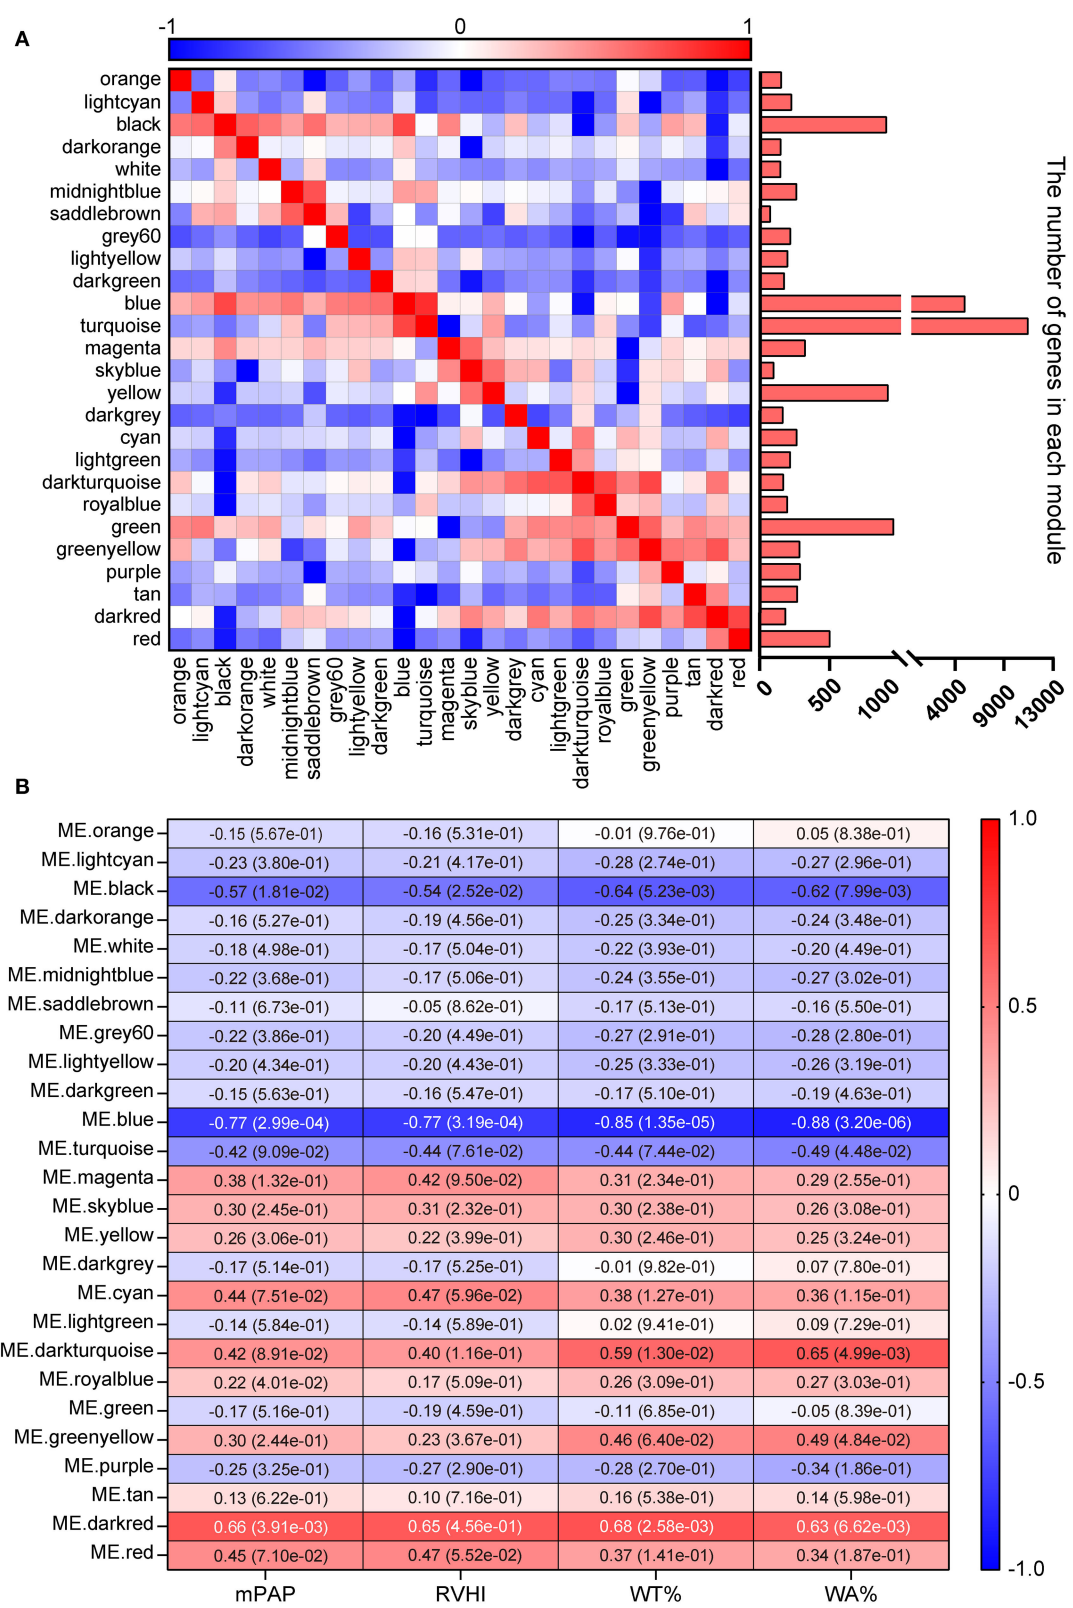 A
-1 0 1
orange
lightcyan
black
darkorange
white
midnightblue
saddlebrown
grey60
lightyellow
darkgreen
blue
turquoise
magenta
skyblue
yellow
darkgrey
cyan
lightgreen
darkturquoise
royalblue
green
greenyellow
purple
tan
darkred
red
orange
lightcyan
black
darkorange
white
midnightblue
saddlebrown
grey60
lightyellow
darkgreen
blue
turquoise
magenta
skyblue
yellow
darkgrey
cyan
lightgreen
darkturquoise
royalblue
green
greenyellow
purple
tan
darkred
red
0 500 1000 4000 9000 13000
The number of genes in each module
B
ME.orange -0.15 (5.67e-01) -0.16 (5.31e-01) -0.01 (9.76e-01) 0.05 (8.38e-01)
ME.lightcyan -0.23 (3.80e-01) -0.21 (4.17e-01) -0.28 (2.74e-01) -0.27 (2.96e-01)
ME.black -0.57 (1.81e-02) -0.54 (2.52e-02) -0.64 (5.23e-03) -0.62 (7.99e-03)
ME.darkorange -0.16 (5.27e-01) -0.19 (4.56e-01) -0.25 (3.34e-01) -0.24 (3.48e-01)
ME.white -0.18 (4.98e-01) -0.17 (5.04e-01) -0.22 (3.93e-01) -0.20 (4.49e-01)
ME.midnightblue -0.22 (3.68e-01) -0.17 (5.06e-01) -0.24 (3.55e-01) -0.27 (3.02e-01)
ME.saddlebrown -0.11 (6.73e-01) -0.05 (8.62e-01) -0.17 (5.13e-01) -0.16 (5.50e-01)
ME.grey60 -0.22 (3.86e-01) -0.20 (4.49e-01) -0.27 (2.91e-01) -0.28 (2.80e-01)
ME.lightyellow -0.20 (4.34e-01) -0.20 (4.43e-01) -0.25 (3.33e-01) -0.26 (3.19e-01)
ME.darkgreen -0.15 (5.63e-01) -0.16 (5.47e-01) -0.17 (5.10e-01) -0.19 (4.63e-01)
ME.blue -0.77 (2.99e-04) -0.77 (3.19e-04) -0.85 (1.35e-05) -0.88 (3.20e-06)
ME.turquoise -0.42 (9.09e-02) -0.44 (7.61e-02) -0.44 (7.44e-02) -0.49 (4.48e-02)
ME.magenta 0.38 (1.32e-01) 0.42 (9.50e-02) 0.31 (2.34e-01) 0.29 (2.55e-01)
ME.skyblue 0.30 (2.45e-01) 0.31 (2.32e-01) 0.30 (2.38e-01) 0.26 (3.08e-01)
ME.yellow 0.26 (3.06e-01) 0.22 (3.99e-01) 0.30 (2.46e-01) 0.25 (3.24e-01)
ME.darkgrey -0.17 (5.14e-01) -0.17 (5.25e-01) -0.01 (9.82e-01) 0.07 (7.80e-01)
ME.cyan 0.44 (7.51e-02) 0.47 (5.96e-02) 0.38 (1.27e-01) 0.36 (1.15e-01)
ME.lightgreen -0.14 (5.84e-01) -0.14 (5.89e-01) 0.02 (9.41e-01) 0.09 (7.29e-01)
ME.darkturquoise 0.42 (8.91e-02) 0.40 (1.16e-01) 0.59 (1.30e-02) 0.65 (4.99e-03)
ME.royalblue 0.22 (4.01e-02) 0.17 (5.09e-01) 0.26 (3.09e-01) 0.27 (3.03e-01)
ME.green -0.17 (5.16e-01) -0.19 (4.59e-01) -0.11 (6.85e-01) -0.05 (8.39e-01)
ME.greenyellow 0.30 (2.44e-01) 0.23 (3.67e-01) 0.46 (6.40e-02) 0.49 (4.84e-02)
ME.purple -0.25 (3.25e-01) -0.27 (2.90e-01) -0.28 (2.70e-01) -0.34 (1.86e-01)
ME.tan 0.13 (6.22e-01) 0.10 (7.16e-01) 0.16 (5.38e-01) 0.14 (5.98e-01)
ME.darkred 0.66 (3.91e-03) 0.65 (4.56e-01) 0.68 (2.58e-03) 0.63 (6.62e-03)
ME.red 0.45 (7.10e-02) 0.47 (5.52e-02) 0.37 (1.41e-01) 0.34 (1.87e-01)
mPAP RVHI WT% WA%
1.0
0.5
0
-0.5
-1.0